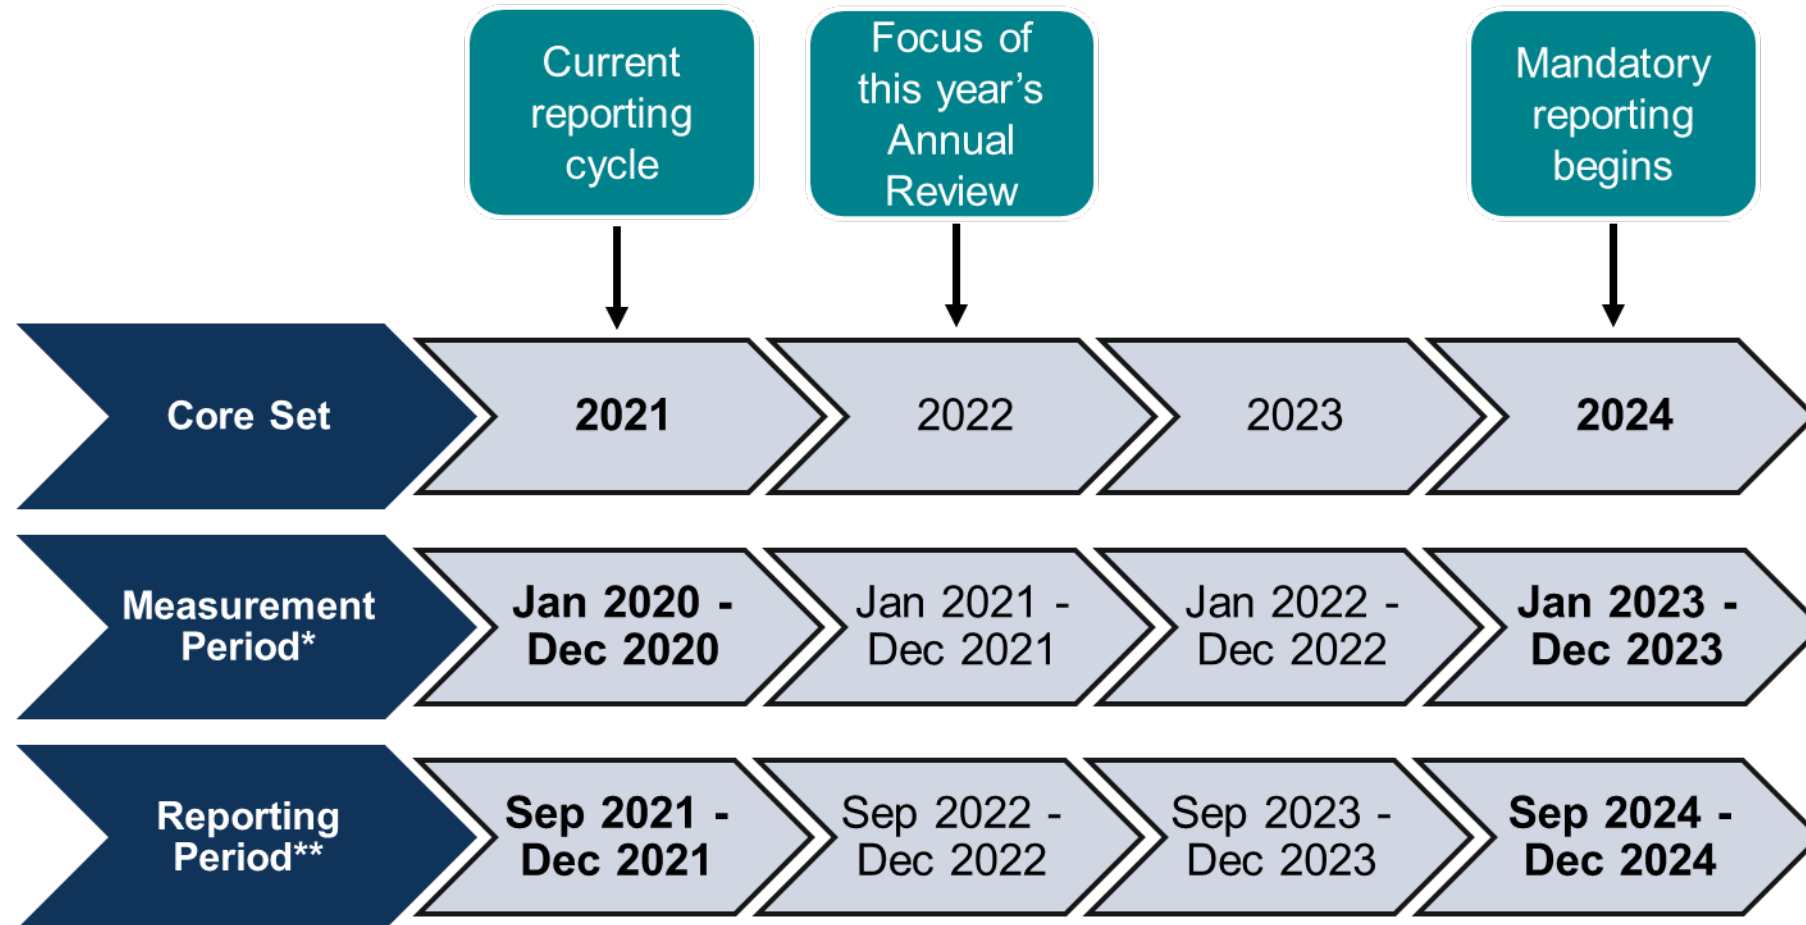 Current
reporting
cycle
Focus of
this year’s
Annual
Review
Mandatory
reporting
begins
Core Set
2021
2022
2023
2024
Measurement
Period*
Jan 2020 -
Dec 2020
Jan 2021 -
Dec 2021
Jan 2022 -
Dec 2022
Jan 2023 -
Dec 2023
Reporting
Period**
Sep 2021 -
Dec 2021
Sep 2022 -
Dec 2022
Sep 2023 -
Dec 2023
Sep 2024 -
Dec 2024